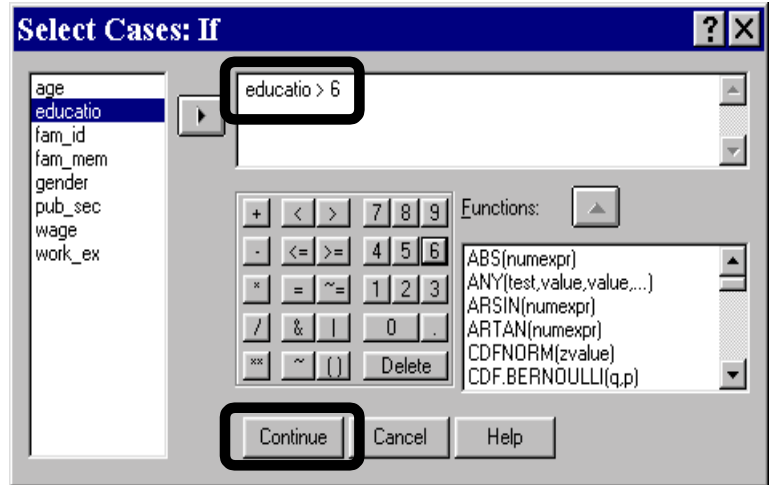 Select Cases: If
? X
age
educatio
fam_id
fam_mem
gender
pub_sec
wage
work_ex
educatio > 6
+ < > 7 8 9
- <= >= 4 5 6
* = ~= 1 2 3
/ & | 0 .
** ~ () Delete
Functions:
ABS(numexpr)
ANY(test,value,value,...)
ARSIN(numexpr)
ARTAN(numexpr)
CDFNORM(zvalue)
CDF.BERNOULLI(q,p)
Continue Cancel Help